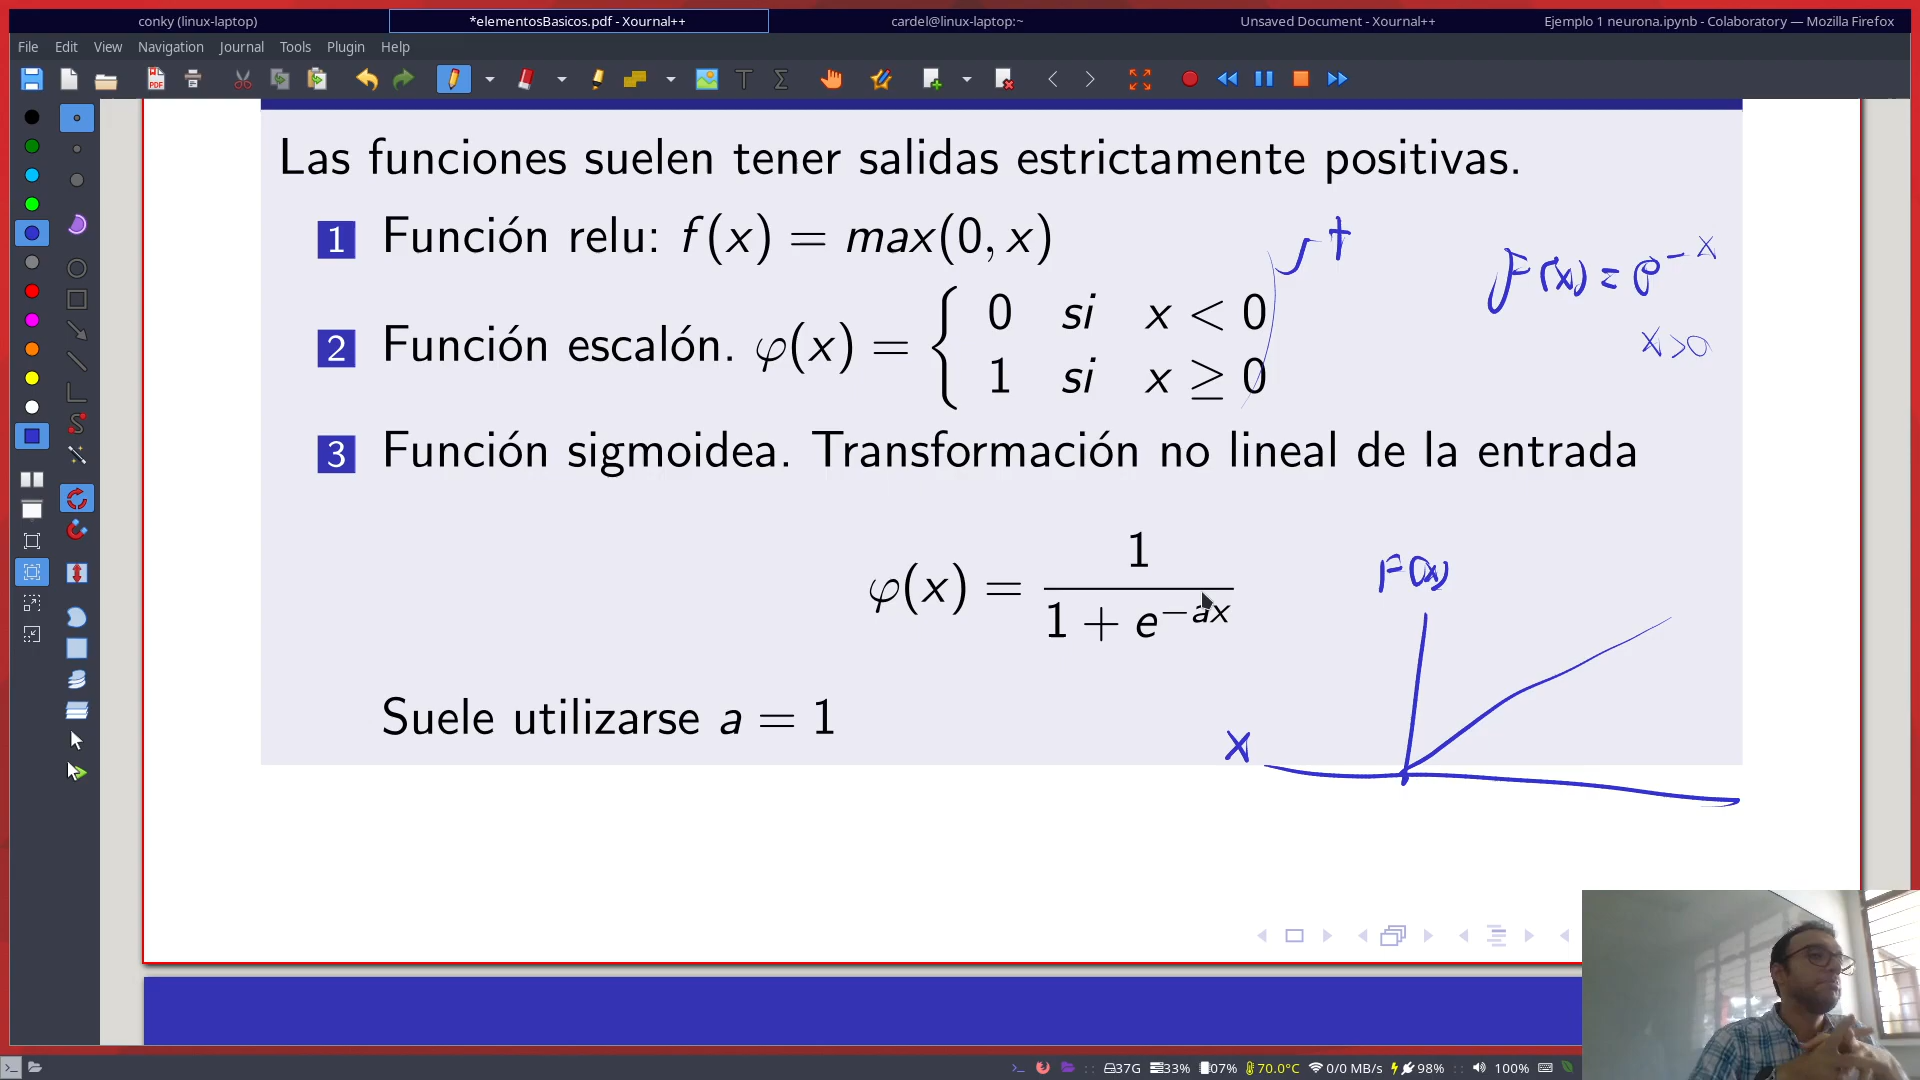 conky (linux-laptop)
*elementosBasicos.pdf - Xournal++
cardel@linux-laptop:~
Unsaved Document - Xournal++
Ejemplo 1 neurona.ipynb - Colaboratory — Mozilla Firefox
File Edit View Navigation Journal Tools Plugin Help
Las funciones suelen tener salidas estrictamente positivas.
1 Función relu: f(x) = max(0, x)
2 Función escalón. φ(x) = { 0 si x < 0
1 si x ≥ 0
3 Función sigmoidea. Transformación no lineal de la entrada
φ(x) = 1 / (1 + e^−ax)
Suele utilizarse a = 1
F(x) = e^-x
x>0
F(x)
x
37G 33% 07% 70.0°C 0/0 MB/s 98% 100%